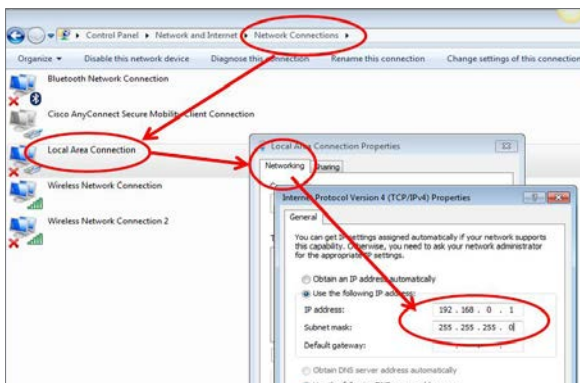 Control Panel Network and Internet Network Connections
Organize Disable this network device Diagnose this connection Rename this connection Change settings of this connection
Bluetooth Network Connection
Cisco AnyConnect Secure Mobility Client Connection
Local Area Connection
Wireless Network Connection
Wireless Network Connection 2
Local Area Connection Properties
Networking Sharing
Internet Protocol Version 4 (TCP/IPv4) Properties
General
You can get IP settings assigned automatically if your network supports
this capability. Otherwise, you need to ask your network administrator
for the appropriate IP settings.
Obtain an IP address automatically
Use the following IP address:
IP address: 192 . 168 . 0 . 1
Subnet mask: 255 . 255 . 255 . 0
Default gateway: . . .
Obtain DNS server address automatically